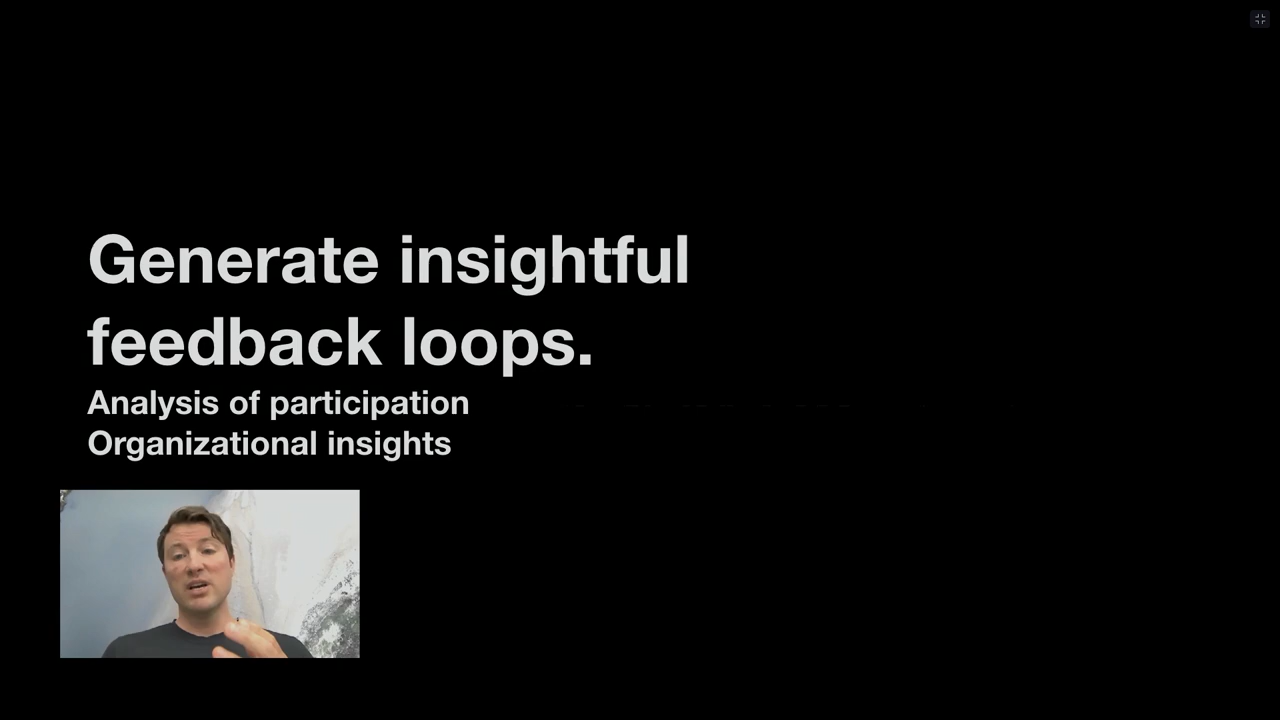 Generate insightful
feedback loops.
Analysis of participation
Organizational insights